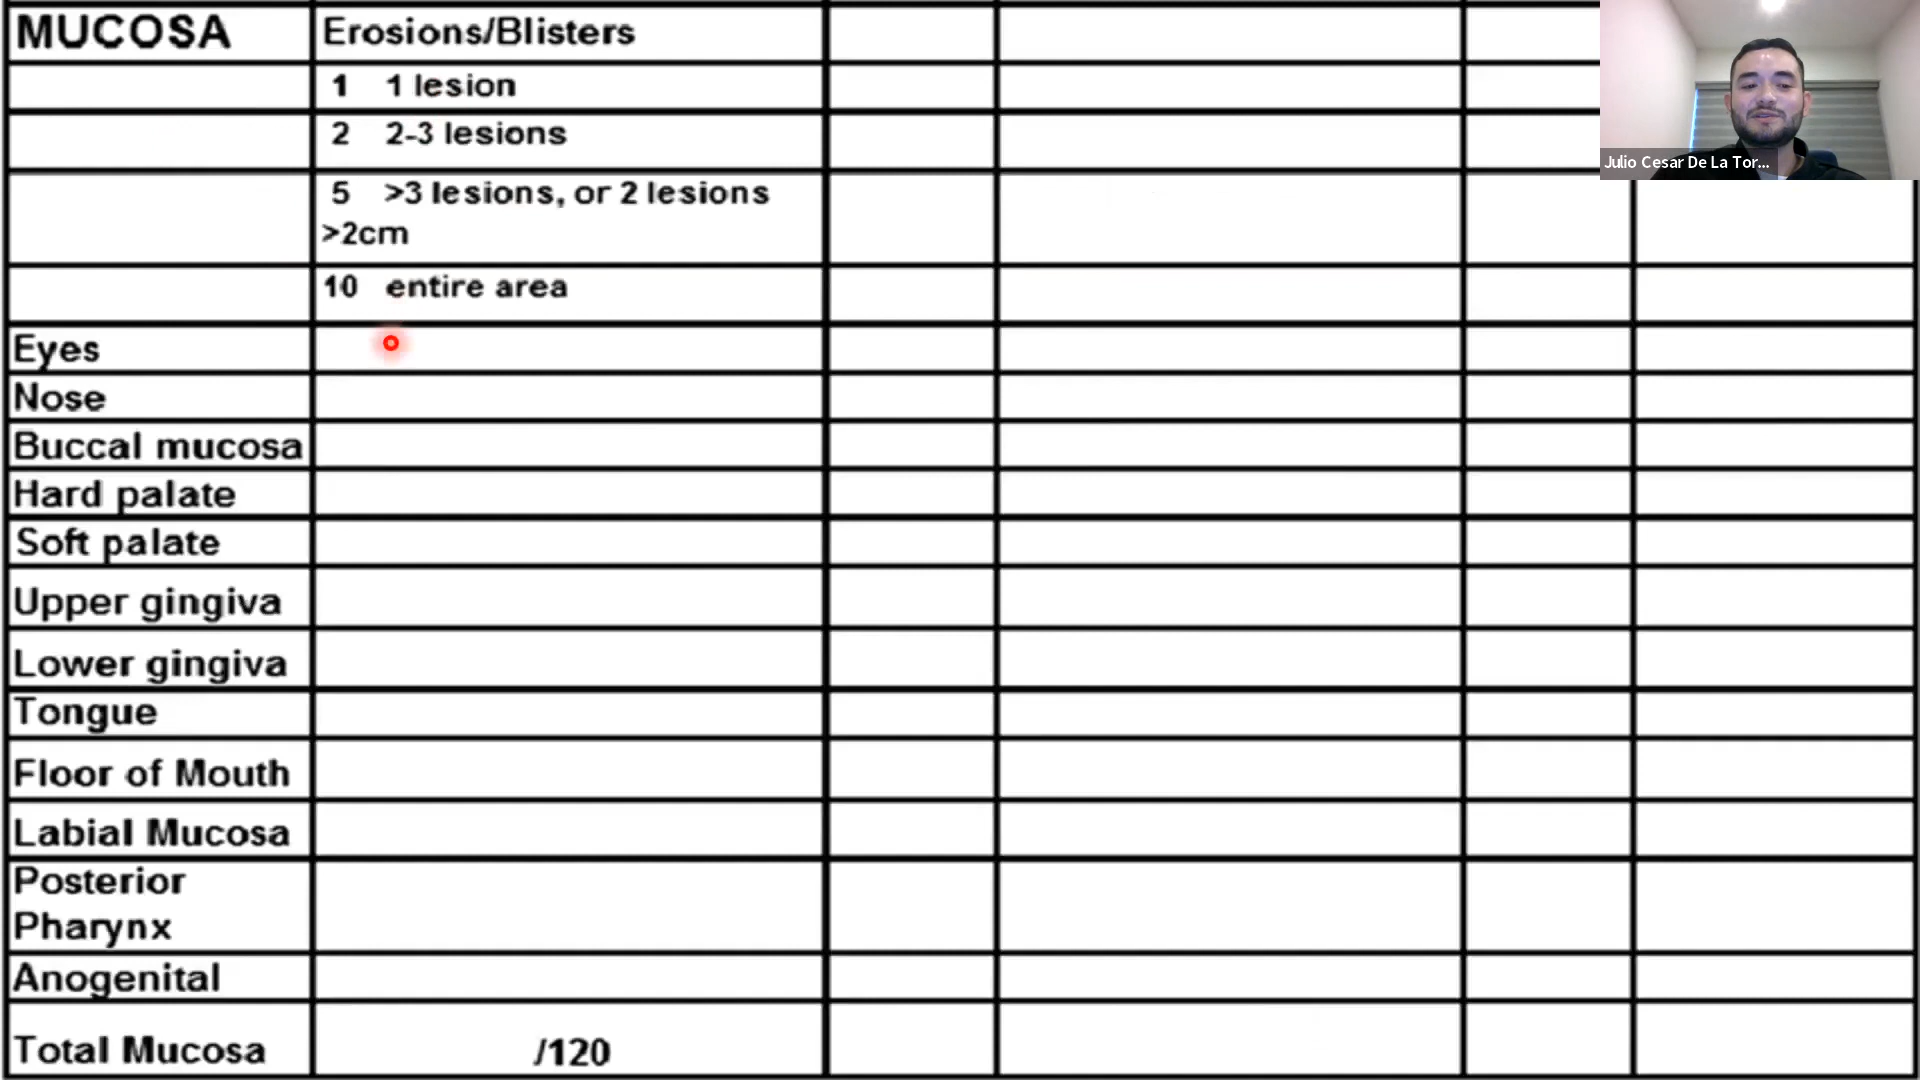 MUCOSA Erosions/Blisters
1 1 lesion
2 2-3 lesions
5 >3 lesions, or 2 lesions
>2cm
10 entire area
Eyes
Nose
Buccal mucosa
Hard palate
Soft palate
Upper gingiva
Lower gingiva
Tongue
Floor of Mouth
Labial Mucosa
Posterior
Pharynx
Anogenital
Total Mucosa /120
Julio Cesar De La Tor...